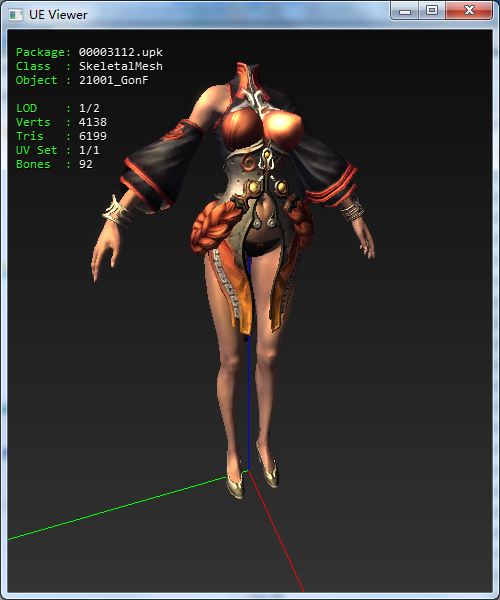 UE Viewer
Package: 00003112.upk
Class : SkeletalMesh
Object : 21001_GonF
LOD : 1/2
Verts : 4138
Tris : 6199
UV Set : 1/1
Bones : 92